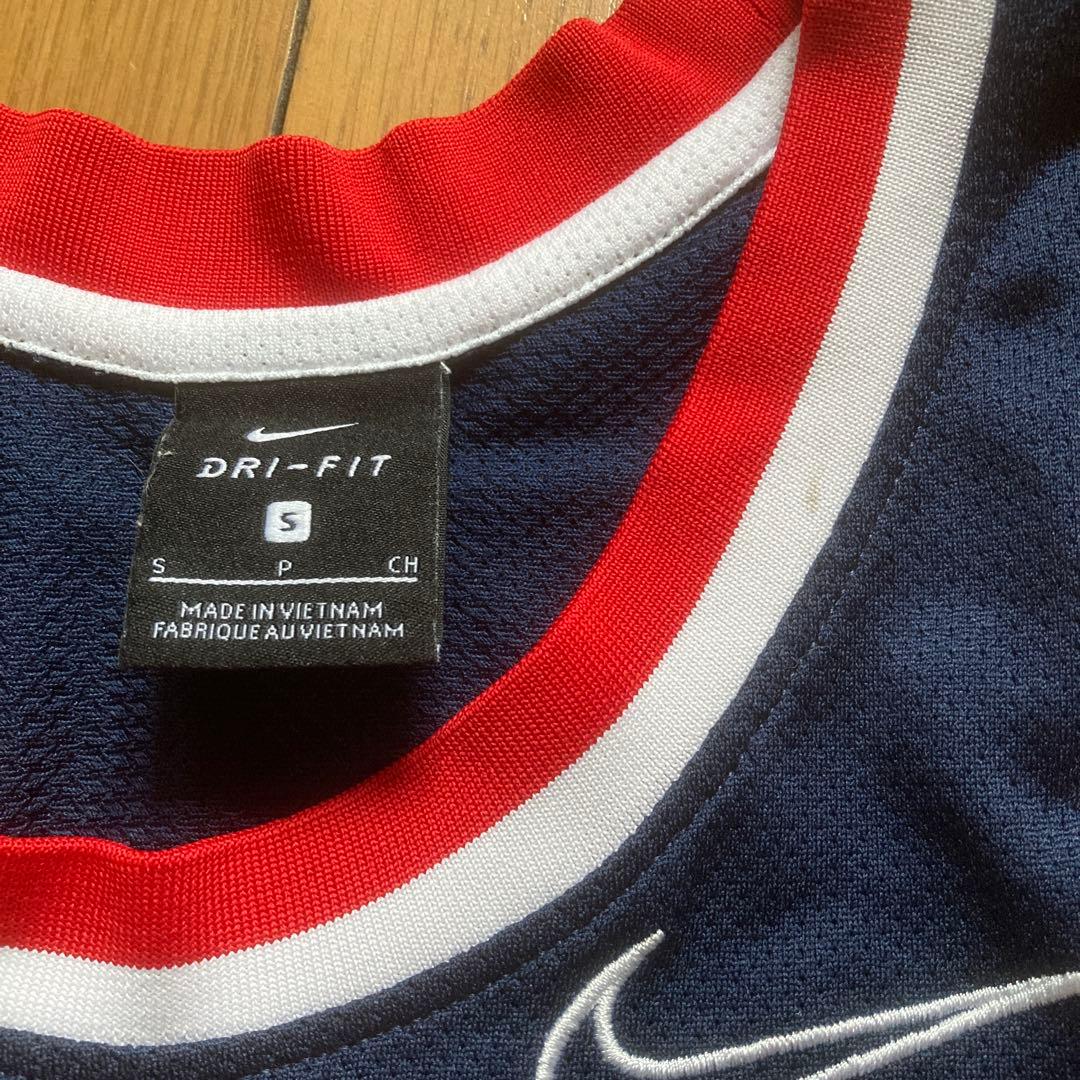 DRI-FIT
S
S P CH
MADE IN VIETNAM
FABRIQUE AU VIETNAM